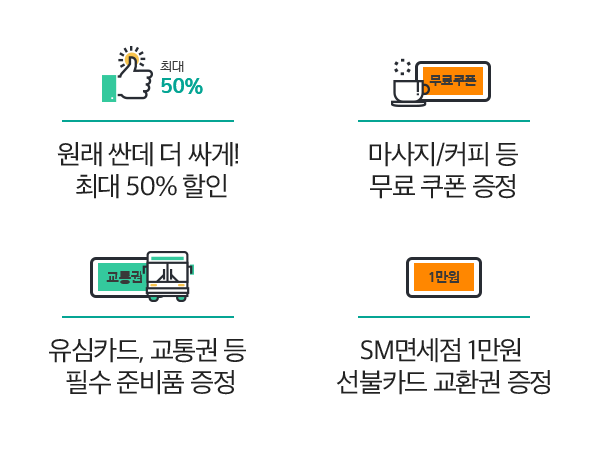 최대
50%
원래 싼데 더 싸게!
최대 50% 할인
무료쿠폰
마사지/커피 등
무료 쿠폰 증정
교통권
유심카드, 교통권 등
필수 준비품 증정
1만원
SM면세점 1만원
선불카드 교환권 증정